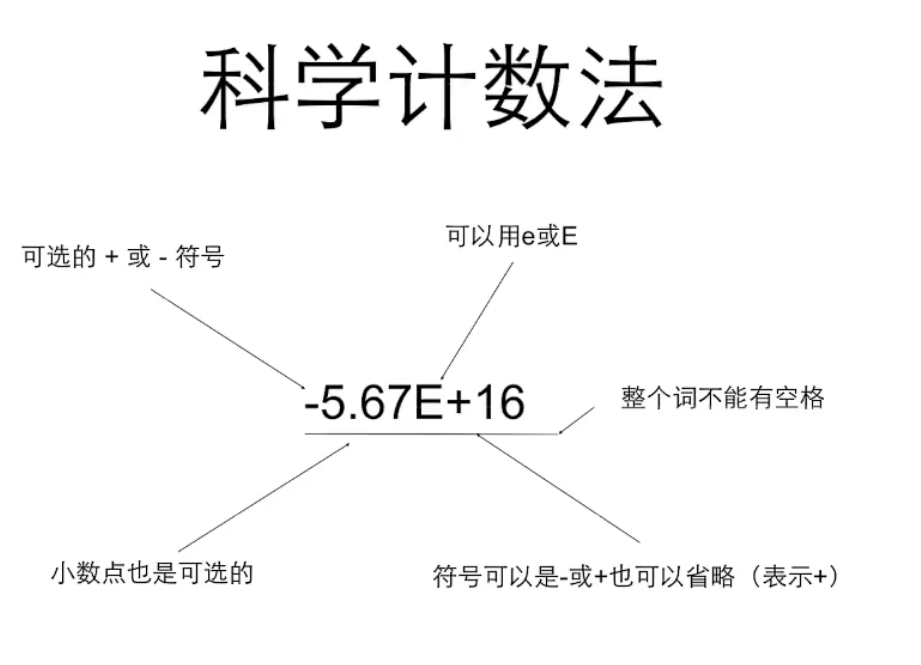 科学计数法
可以用e或E
可选的 + 或 - 符号
-5.67E+16
整个词不能有空格
小数点也是可选的
符号可以是-或+也可以省略（表示+）